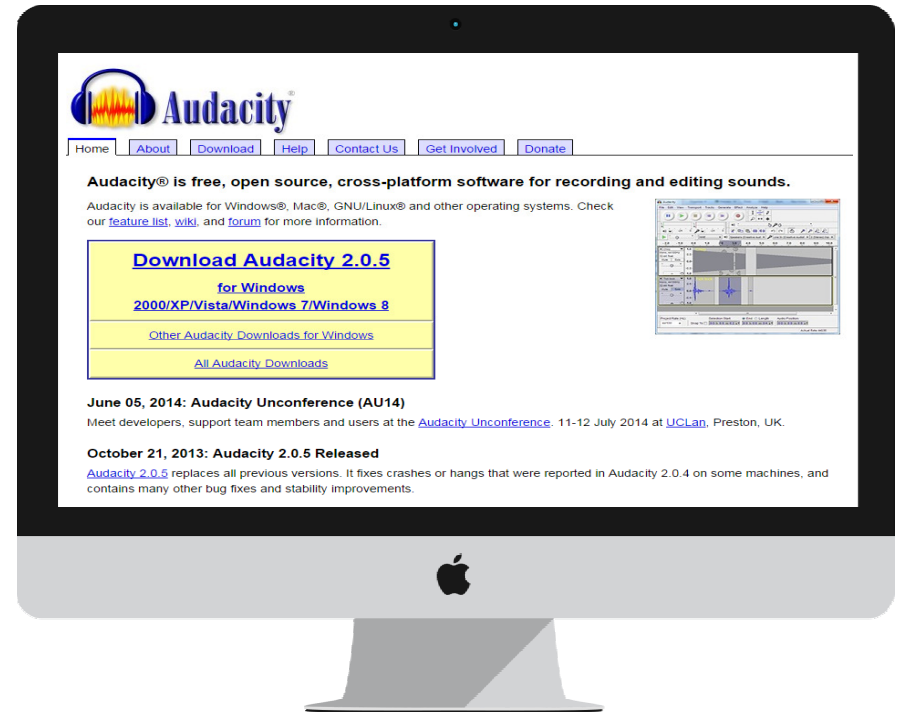 Audacity®
Home About Download Help Contact Us Get Involved Donate
Audacity® is free, open source, cross-platform software for recording and editing sounds.
Audacity is available for Windows®, Mac®, GNU/Linux® and other operating systems. Check
our feature list, wiki, and forum for more information.
Download Audacity 2.0.5
for Windows
2000/XP/Vista/Windows 7/Windows 8
Other Audacity Downloads for Windows
All Audacity Downloads
June 05, 2014: Audacity Unconference (AU14)
Meet developers, support team members and users at the Audacity Unconference. 11-12 July 2014 at UCLan, Preston, UK.
October 21, 2013: Audacity 2.0.5 Released
Audacity 2.0.5 replaces all previous versions. It fixes crashes or hangs that were reported in Audacity 2.0.4 on some machines, and
contains many other bug fixes and stability improvements.